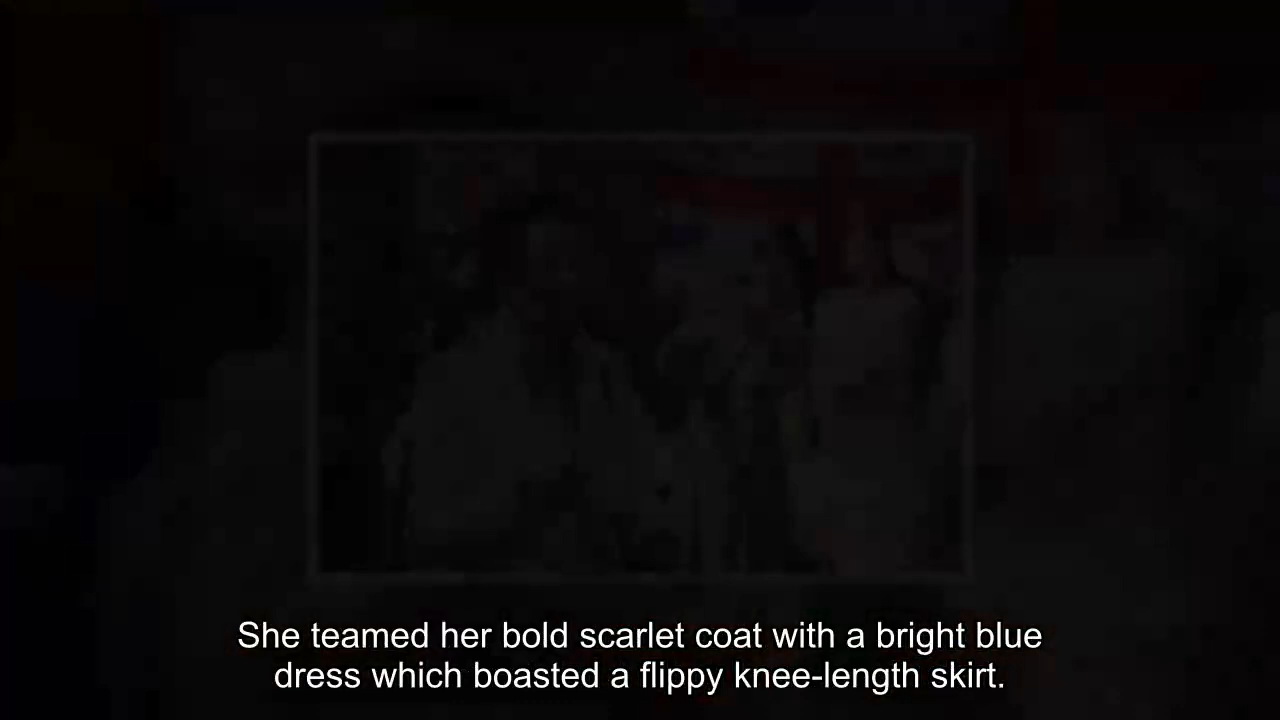 She teamed her bold scarlet coat with a bright blue
dress which boasted a flippy knee-length skirt.